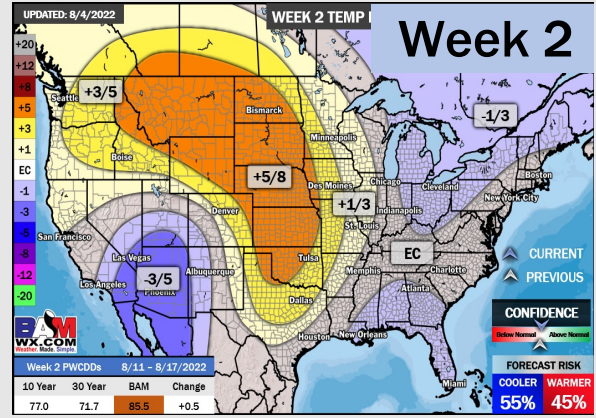 UPDATED: 8/4/2022
WEEK 2 TEMP
Week 2
+20
+12
+8
+5
+3
+1
EC
-1
-3
-5
-8
-12
-20
Seattle
+3/5
Bismarck
-1/3
Minneapolis
Boise
+5/8
Des Moines
Chicago
Cleveland
Boston
New York City
Denver
+1/3
Indianapolis
St. Louis
San Francisco
EC
Las Vegas
Tulsa
Albuquerque
-3/5
Los Angeles
Phoenix
Memphis
Charlotte
Atlanta
Dallas
Houston
New Orleans
Miami
CURRENT
PREVIOUS
CONFIDENCE
Below Normal
Above Normal
FORECAST RISK
COOLER
WARMER
55%
45%
BAM
WX.COM
Weather. Made. Simple.
Week 2 PWCDDs 8/11 – 8/17/2022
10 Year 30 Year BAM Change
77.0 71.7 85.5 +0.5